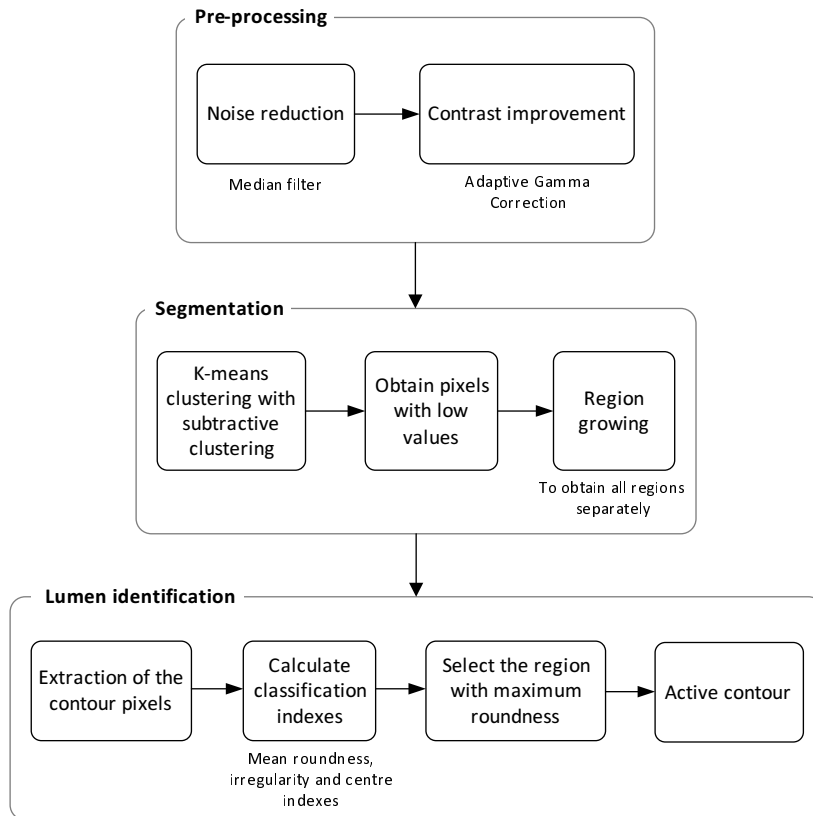 Pre-processing
Noise reduction
Contrast improvement
Median filter
Adaptive Gamma
Correction
Segmentation
K-means
clustering with
subtractive
clustering
Obtain pixels
with low
values
Region
growing
To obtain all regions
separately
Lumen identification
Extraction of the
contour pixels
Calculate
classification
indexes
Select the region
with maximum
roundness
Active contour
Mean roundness,
irregularity and centre
indexes